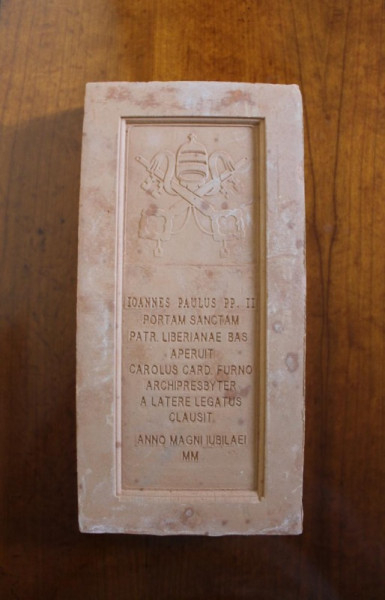 IOANNES PAULUS PP. II
PORTAM SANCTAM
PATR. LIBERIANAE BAS
APERUIT
CAROLUS CARD. FURNO
ARCHIPRESBYTER
A LATERE LEGATUS
CLAUSIT
ANNO MAGNI IUBILAEI
MM